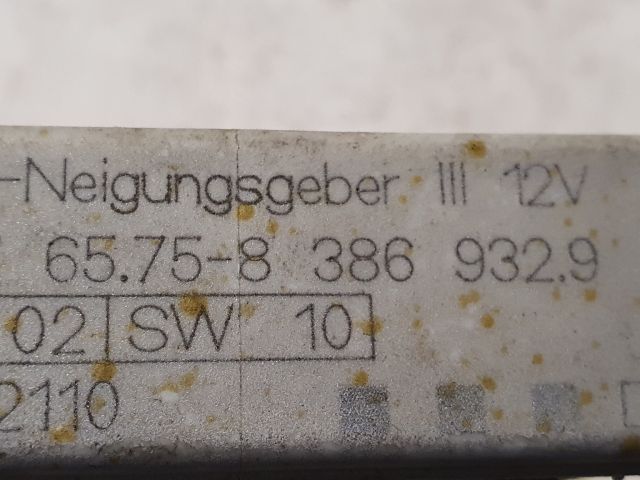 -Neigungsgeber III 12V
65.75-8 386 932.9
02 SW 10
2110